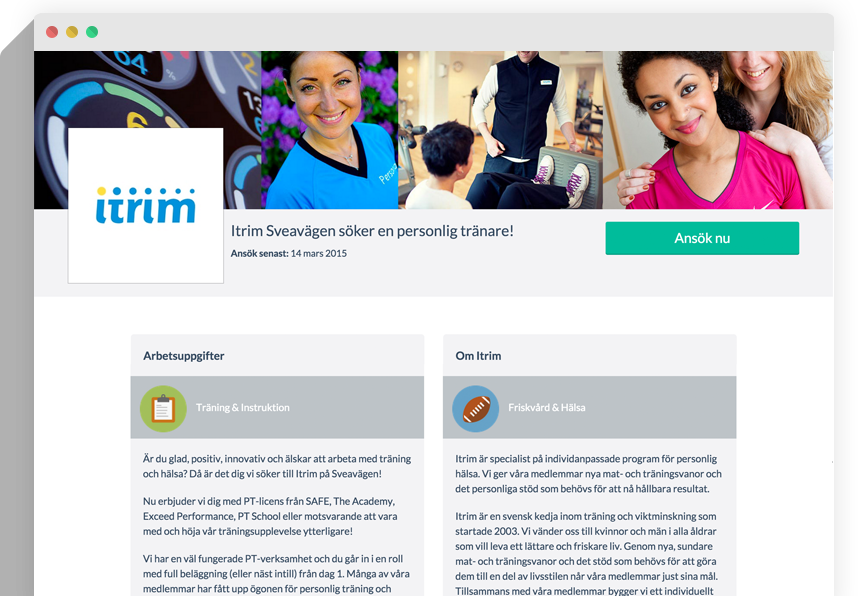 64
13
6
Person
itrim
Itrim Sveavägen söker en personlig tränare!
Ansök senast: 14 mars 2015
Ansök nu
Arbetsuppgifter
Träning & Instruktion
Är du glad, positiv, innovativ och älskar att arbeta med träning
och hälsa? Då är det dig vi söker till Itrim på Sveavägen!
Nu erbjuder vi dig med PT-licens från SAFE, The Academy,
Exceed Performance, PT School eller motsvarande att vara
med och höja vår träningsupplevelse ytterligare!
Vi har en väl fungerade PT-verksamhet och du går in i en roll
med full beläggning (eller näst intill) från dag 1. Många av våra
medlemmar har fått upp ögonen för personlig träning och
Om Itrim
Friskvård & Hälsa
Itrim är specialist på individanpassade program för personlig
hälsa. Vi ger våra medlemmar nya mat- och träningsvanor och
det personliga stöd som behövs för att nå hållbara resultat.
Itrim är en svensk kedja inom träning och viktminskning som
startade 2003. Vi vänder oss till kvinnor och män i alla åldrar
som vill leva ett lättare och friskare liv. Genom nya, sundare
mat- och träningsvanor och det stöd som behövs för att göra
dem till en del av livsstilen når våra medlemmar just sina mål.
Tillsammans med våra medlemmar bygger vi ett individuellt